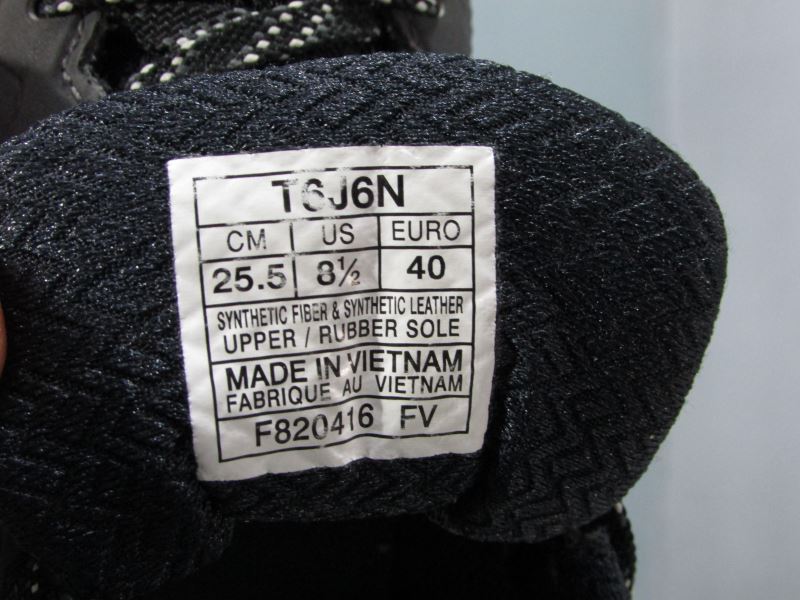 T6J6N
CM US EURO
25.5 8½ 40
SYNTHETIC FIBER & SYNTHETIC LEATHER
UPPER / RUBBER SOLE
MADE IN VIETNAM
FABRIQUE AU VIETNAM
F820416 FV